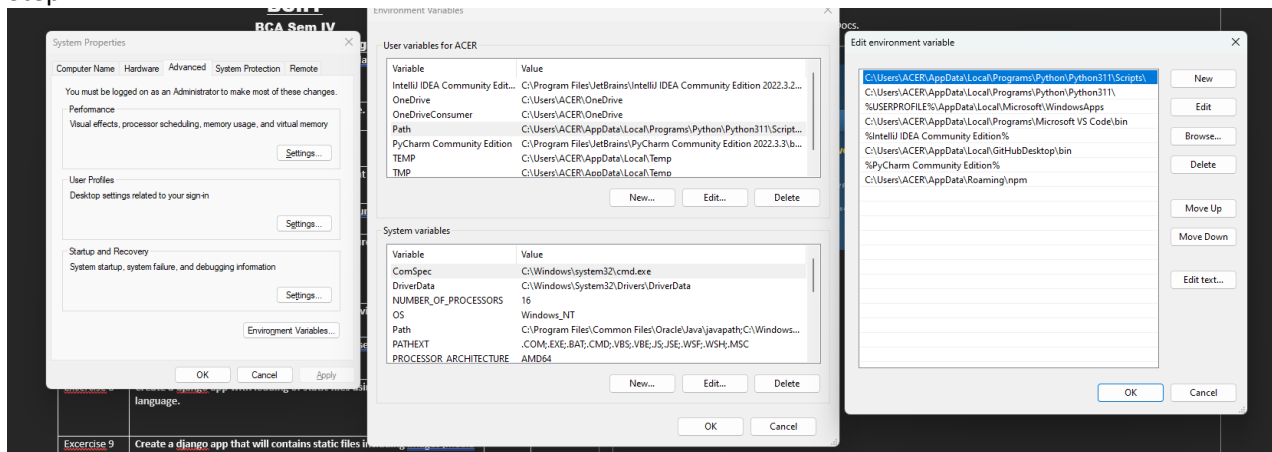 BCA Sem IV
ocs.
System Properties
Computer Name Hardware Advanced System Protection Remote
You must be logged on as an Administrator to make most of these changes.
Performance
Visual effects, processor scheduling, memory usage, and virtual memory
Settings...
User Profiles
Desktop settings related to your sign-in
Settings...
Startup and Recovery
System startup, system failure, and debugging information
Settings...
Environment Variables...
OK Cancel Apply
Environment Variables
User variables for ACER
Variable Value
IntelliJ IDEA Community Edit... C:\Program Files\JetBrains\IntelliJ IDEA Community Edition 2022.3.2...
OneDrive C:\Users\ACER\OneDrive
OneDriveConsumer C:\Users\ACER\OneDrive
Path C:\Users\ACER\AppData\Local\Programs\Python\Python311\Script...
PyCharm Community Edition C:\Program Files\JetBrains\PyCharm Community Edition 2022.3.3\b...
TEMP C:\Users\ACER\AppData\Local\Temp
TMP C:\Users\ACER\AppData\Local\Temp
New... Edit... Delete
System variables
Variable Value
ComSpec C:\Windows\system32\cmd.exe
DriverData C:\Windows\System32\Drivers\DriverData
NUMBER_OF_PROCESSORS 16
OS Windows_NT
Path C:\Program Files\Common Files\Oracle\Java\javapath;C:\Windows...
PATHEXT .COM;.EXE;.BAT;.CMD;.VBS;.VBE;.JS;.JSE;.WSF;.WSH;.MSC
PROCESSOR ARCHITECTURE AMD64
New... Edit... Delete
OK Cancel
Edit environment variable
C:\Users\ACER\AppData\Local\Programs\Python\Python311\Scripts\
C:\Users\ACER\AppData\Local\Programs\Python\Python311\
%USERPROFILE%\AppData\Local\Microsoft\WindowsApps
C:\Users\ACER\AppData\Local\Programs\Microsoft VS Code\bin
%IntelliJ IDEA Community Edition%
C:\Users\ACER\AppData\Local\GitHubDesktop\bin
%PyCharm Community Edition%
C:\Users\ACER\AppData\Roaming\npm
New
Edit
Browse...
Delete
Move Up
Move Down
Edit text...
OK Cancel
language.
Excercise 9 Create a django app that will contains static files